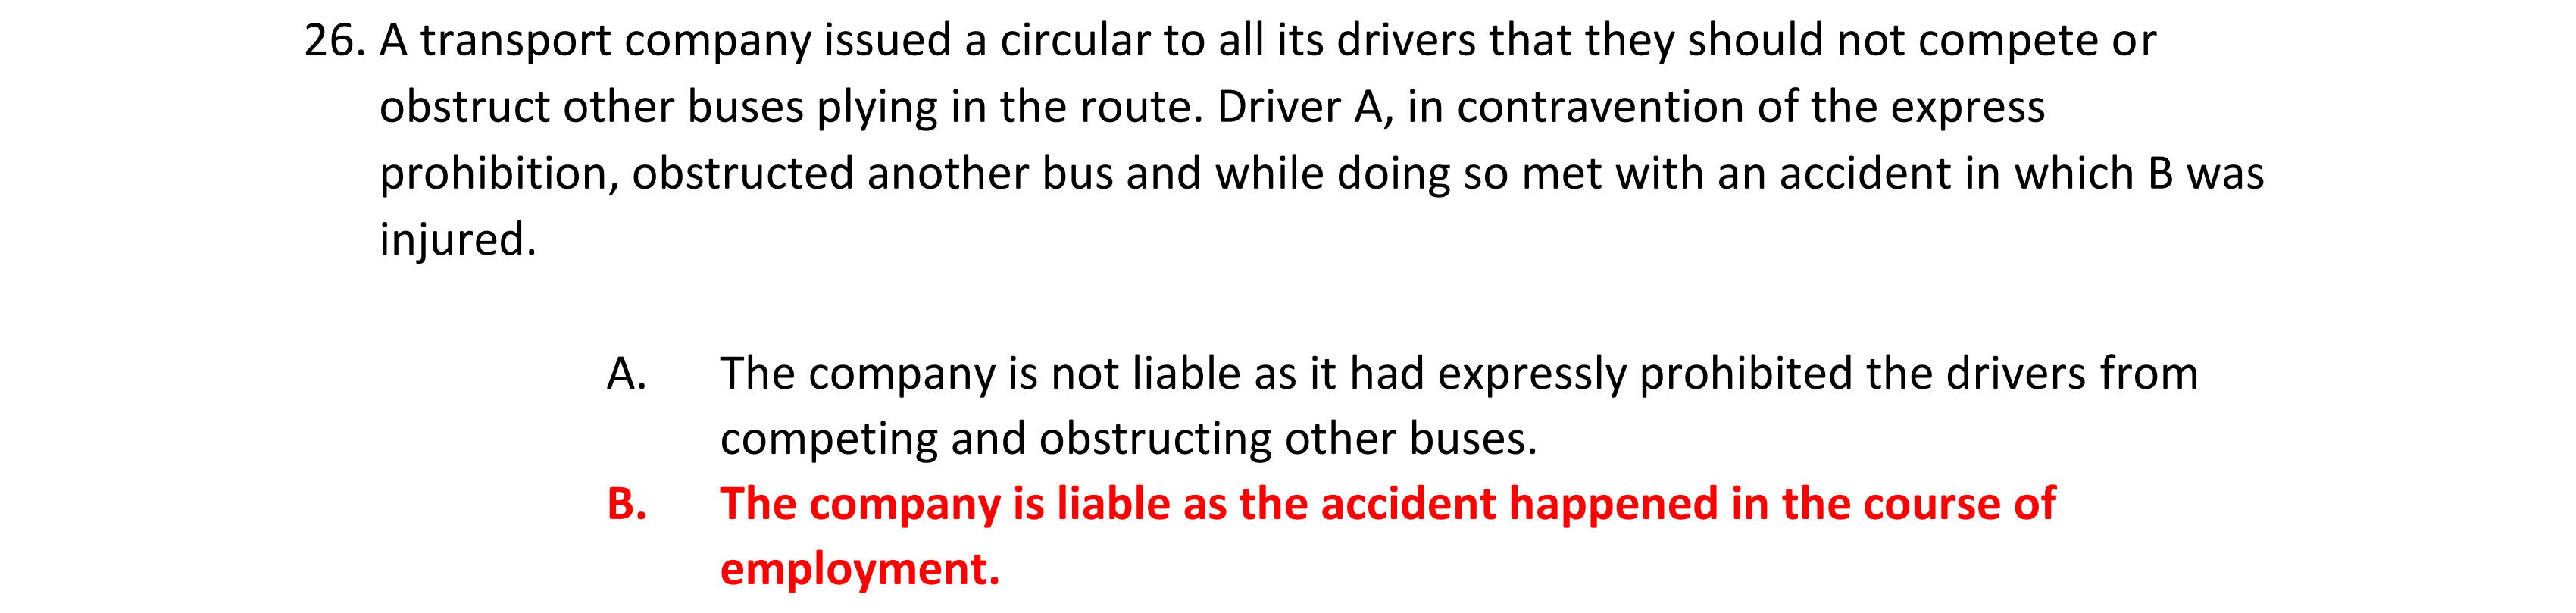 26. A transport company issued a circular to all its drivers that they should not compete or
obstruct other buses plying in the route. Driver A, in contravention of the express
prohibition, obstructed another bus and while doing so met with an accident in which B was
injured.
A. The company is not liable as it had expressly prohibited the drivers from
competing and obstructing other buses.
B. The company is liable as the accident happened in the course of
employment.